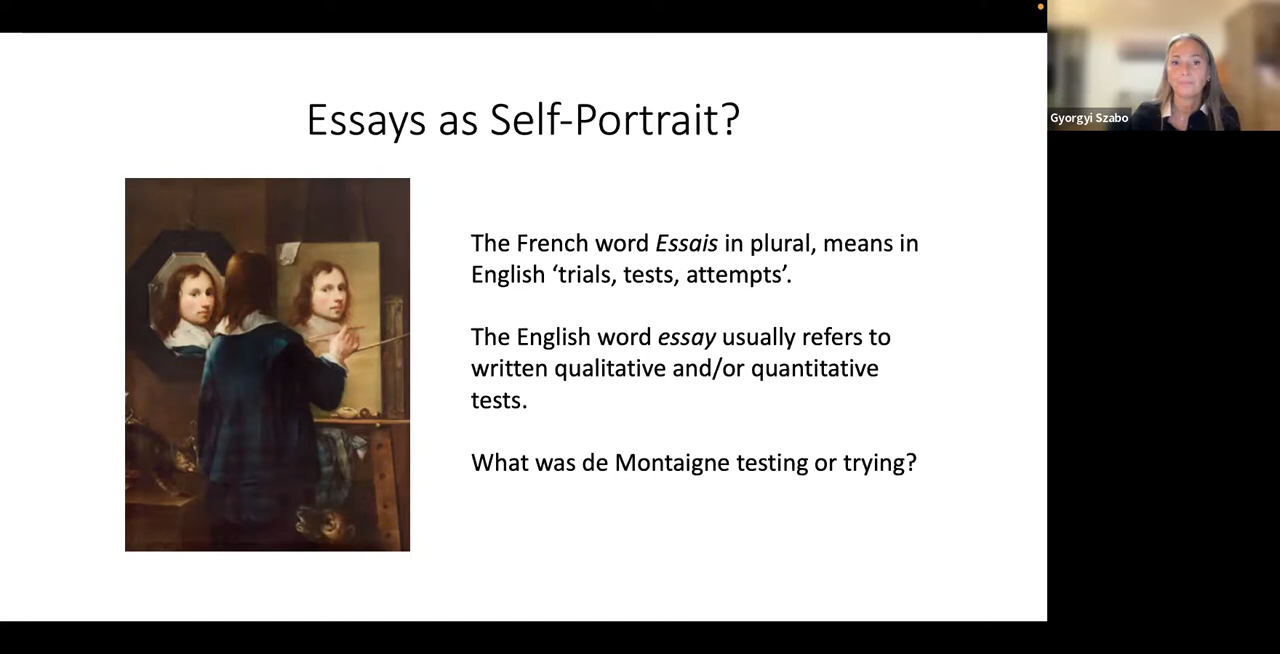 Essays as Self-Portrait?
The French word Essais in plural, means in
English ‘trials, tests, attempts’.
The English word essay usually refers to
written qualitative and/or quantitative
tests.
What was de Montaigne testing or trying?
Gyorgyi Szabo